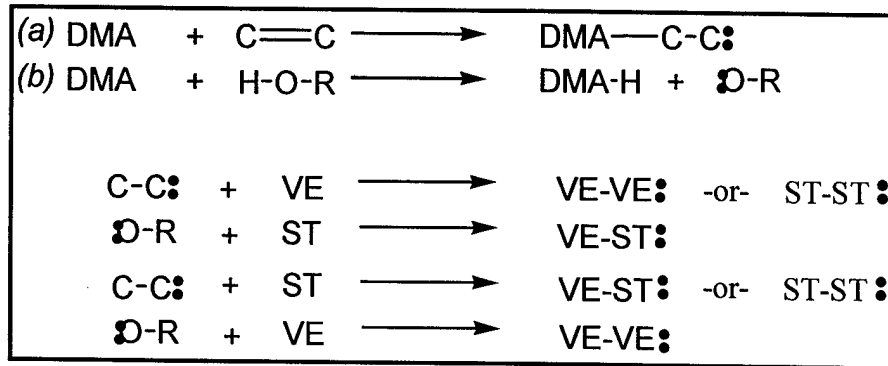 (a) DMA + C=C → DMA—C-C:
(b) DMA + H-O-R → DMA-H + :O-R
C-C: + VE → VE-VE: -or- ST-ST:
:O-R + ST → VE-ST:
C-C: + ST → VE-ST: -or- ST-ST:
:O-R + VE → VE-VE: